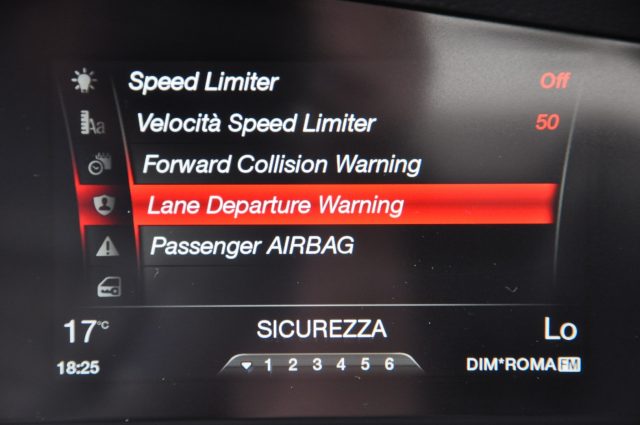 Speed Limiter Off
Aa Velocità Speed Limiter 50
Forward Collision Warning
Lane Departure Warning
Passenger AIRBAG
17°C SICUREZZA Lo
18:25 1 2 3 4 5 6 DIM*ROMA FM